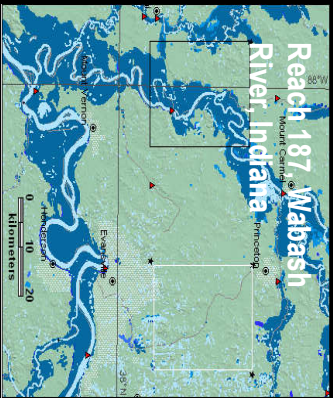 Reach 187, Wabash
River, Indiana
88°W
Mount Carmel
Princeton
Mount Vernon
Evansville
Henderson
38°N
0 10 20
kilometers